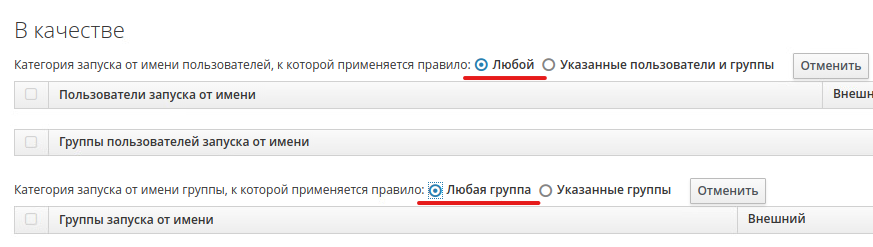 В качестве
Категория запуска от имени пользователей, к которой применяется правило: Любой Указанные пользователи и группы Отменить
Пользователи запуска от имени Внешн
Группы пользователей запуска от имени
Категория запуска от имени группы, к которой применяется правило: Любая группа Указанные группы Отменить
Группы запуска от имени Внешний